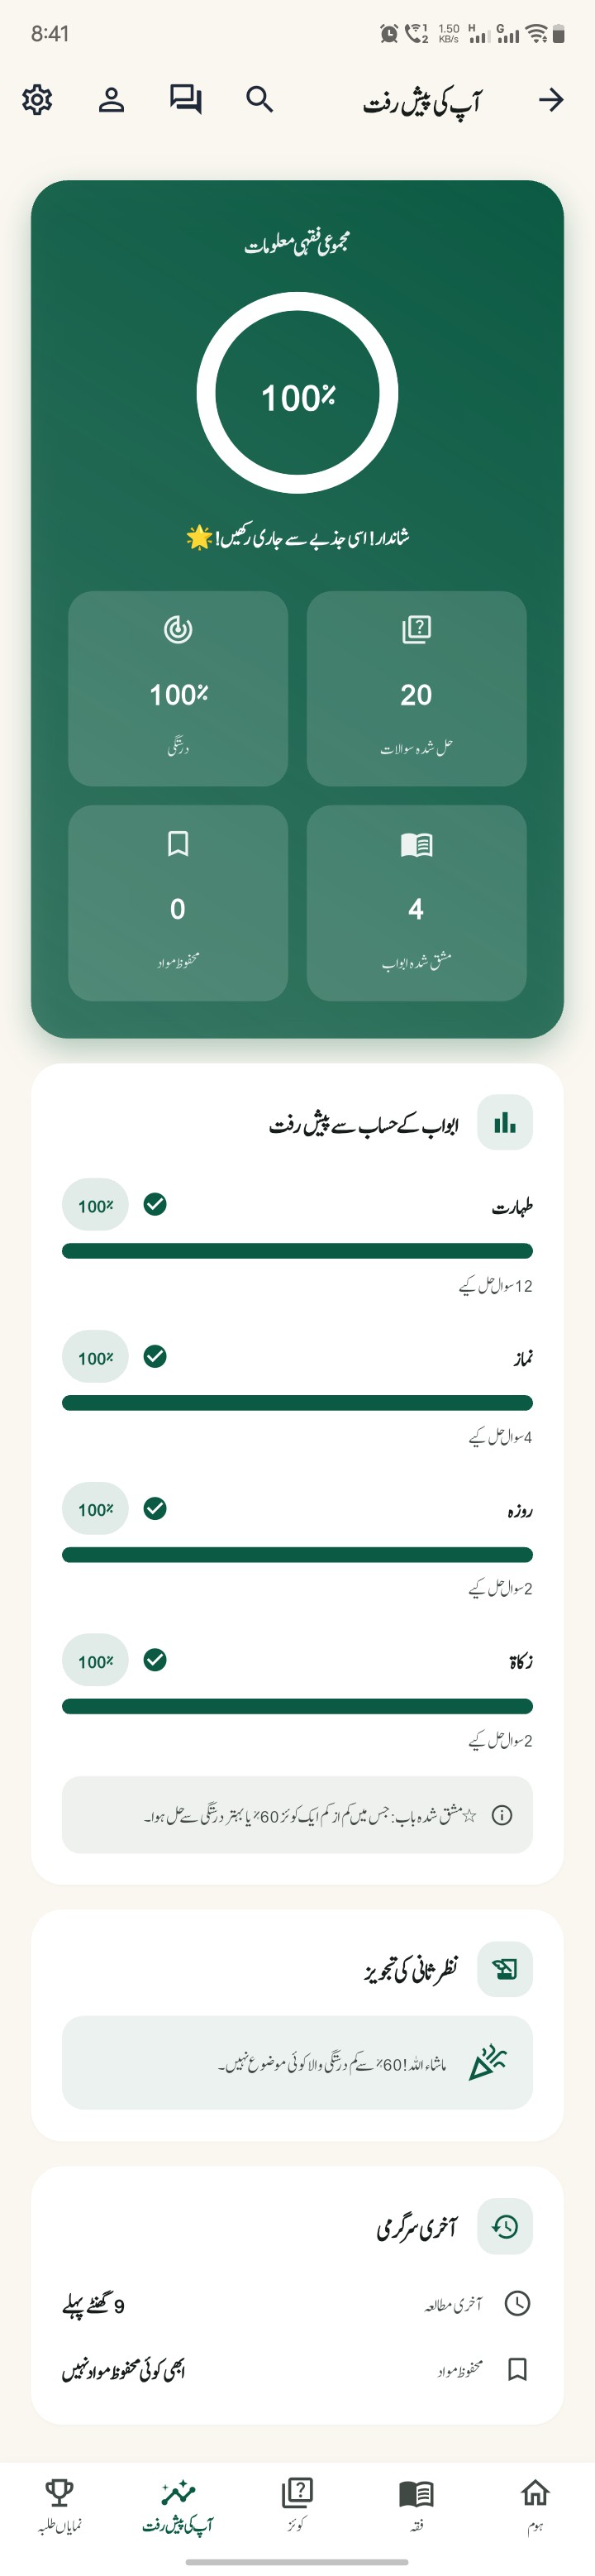 8:41
1.50 KB/s
آپ کی پیش رفت
مجموعی فقہی معلومات
100٪
شاندار! اسی جذبے سے جاری رکھیں! 🌟
20
حل شدہ سوالات
100٪
درستگی
4
مشق شدہ ابواب
0
محفوظ مواد
ابواب کے حساب سے پیش رفت
طہارت
100٪
12 سوال حل کیے
نماز
100٪
4 سوال حل کیے
روزہ
100٪
2 سوال حل کیے
زکاۃ
100٪
2 سوال حل کیے
☆ مشق شدہ باب: جس میں کم از کم ایک کوئز 60٪ یا بہتر درستگی سے حل ہوا۔
نظر ثانی کی تجویز
ماشاء اللہ! 60٪ سے کم درستگی والا کوئی موضوع نہیں۔
آخری سرگرمی
آخری مطالعہ
9 گھنٹے پہلے
محفوظ مواد
ابھی کوئی محفوظ مواد نہیں
ہوم
فقہ
کوئز
آپ کی پیش رفت
نمایاں طلبہ